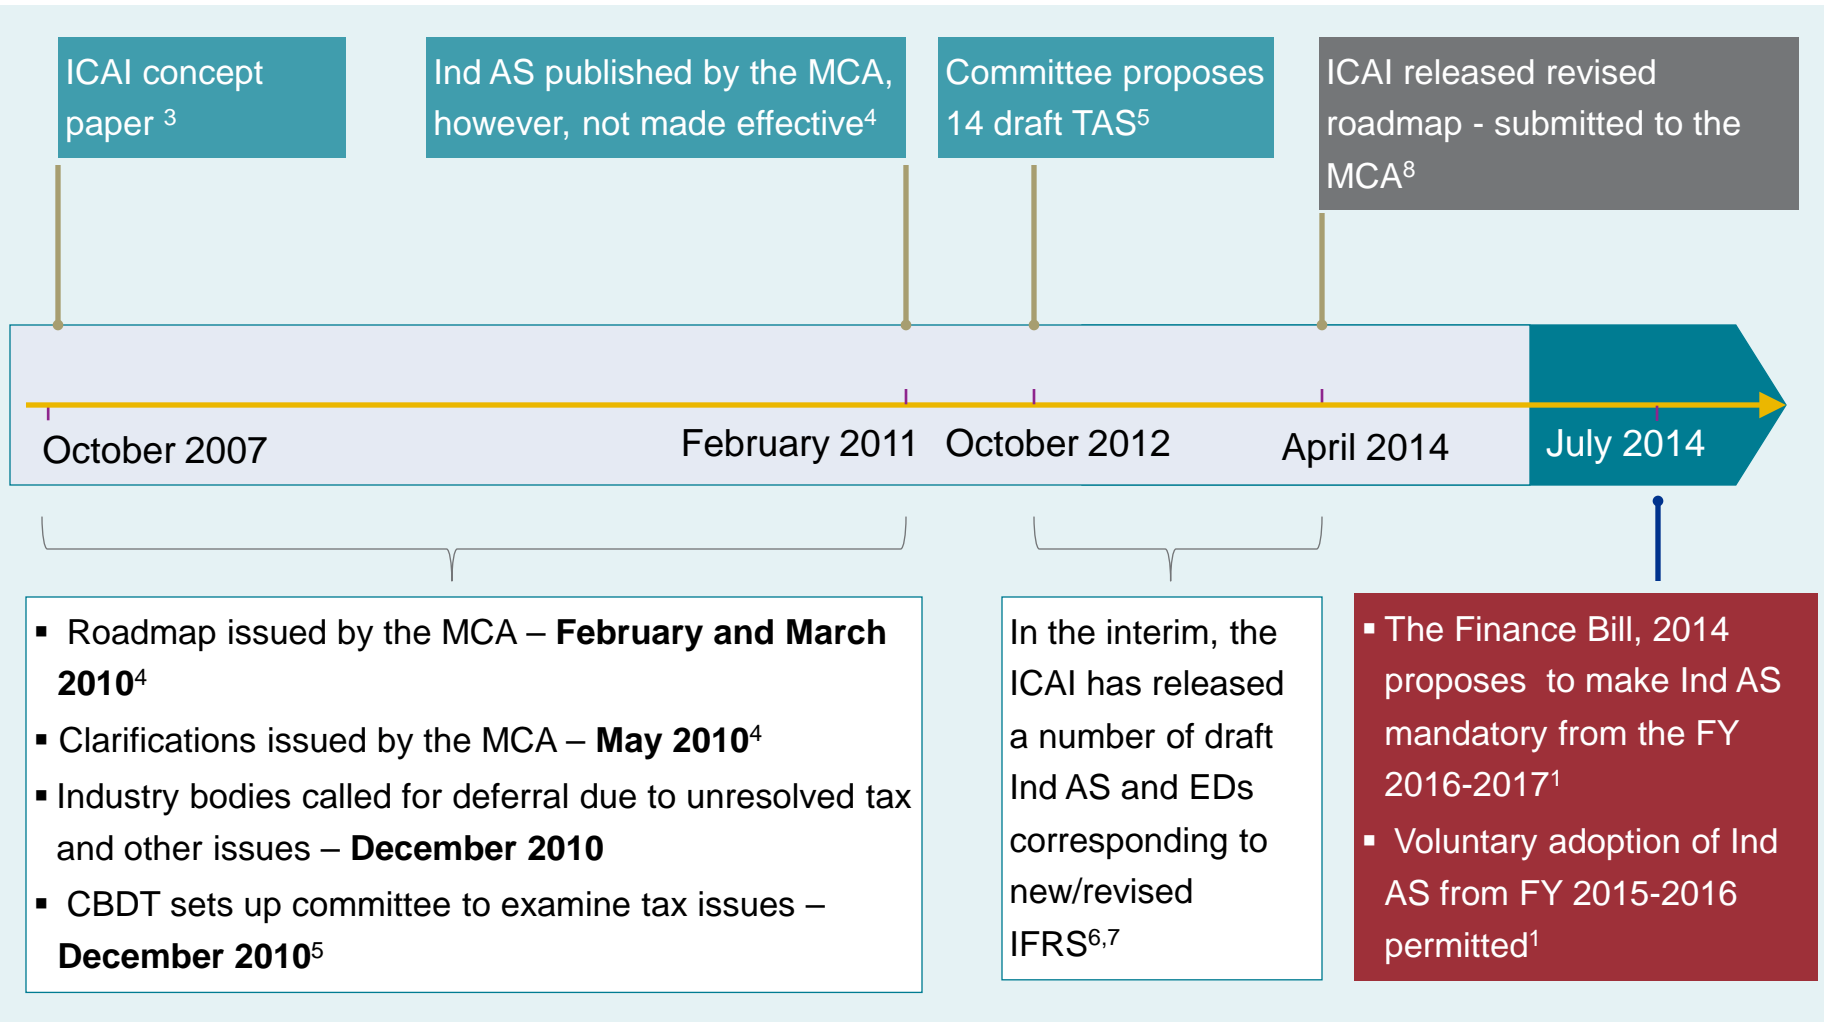 ICAI concept
paper 3
Ind AS published by the MCA,
however, not made effective4
Committee proposes
14 draft TAS5
ICAI released revised
roadmap - submitted to the
MCA8
October 2007
February 2011
October 2012
April 2014
July 2014
▪ Roadmap issued by the MCA – February and March
20104
▪ Clarifications issued by the MCA – May 20104
▪ Industry bodies called for deferral due to unresolved tax
and other issues – December 2010
▪ CBDT sets up committee to examine tax issues –
December 20105
In the interim, the
ICAI has released
a number of draft
Ind AS and EDs
corresponding to
new/revised
IFRS6,7
▪ The Finance Bill, 2014
proposes to make Ind AS
mandatory from the FY
2016-20171
▪ Voluntary adoption of Ind
AS from FY 2015-2016
permitted1